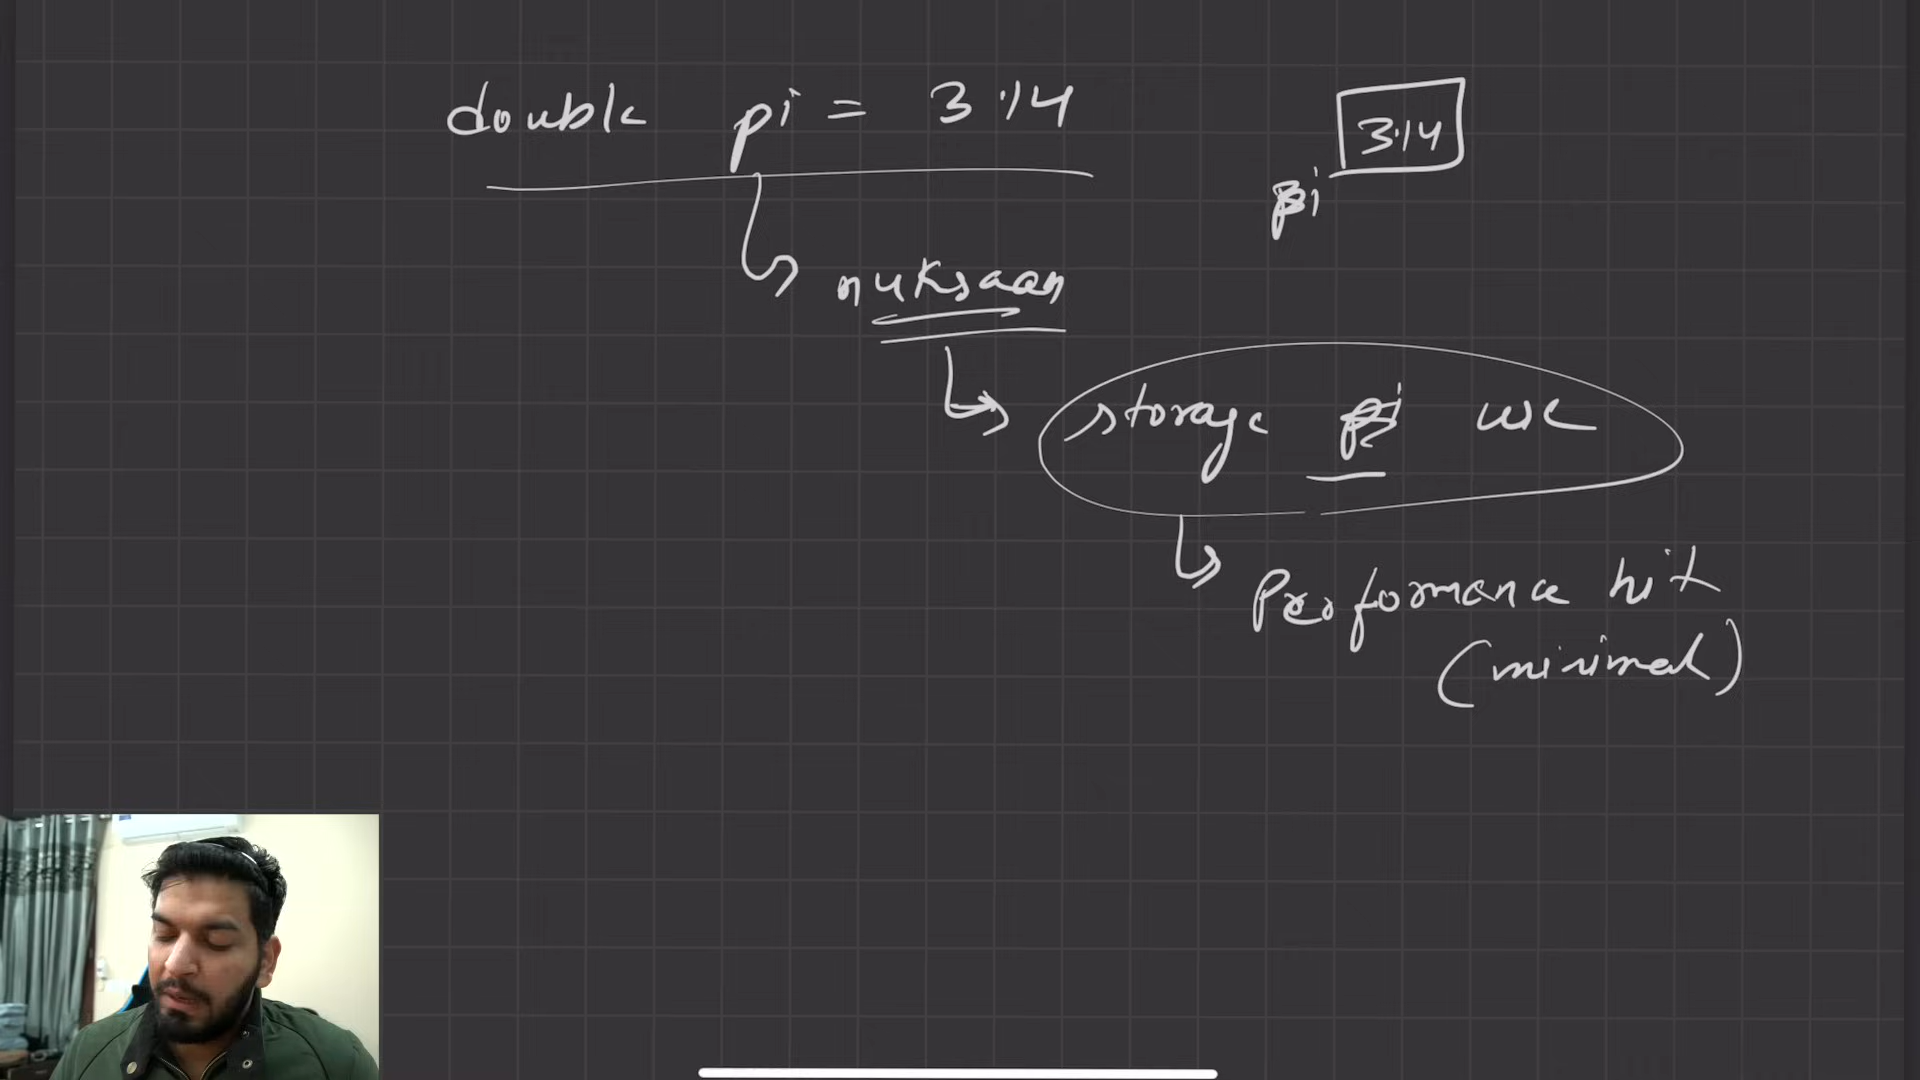 double pi = 3.14
3.14
pi
nuksaan
storage pi use
Performance hit
(minimal)